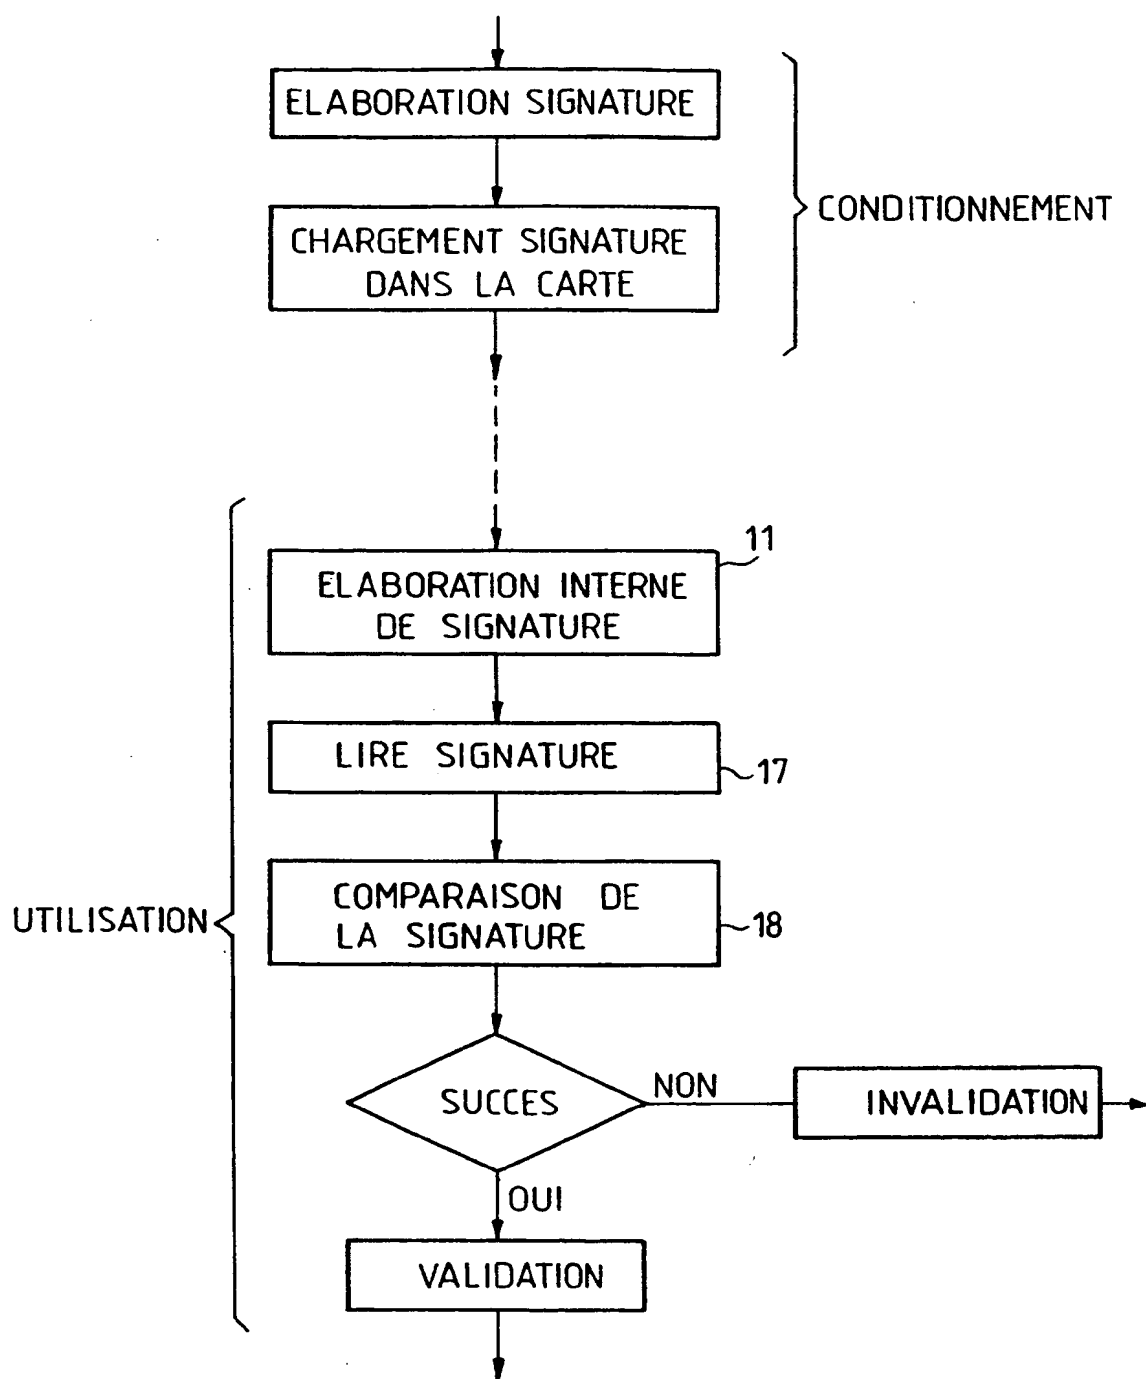 ELABORATION SIGNATURE
CHARGEMENT SIGNATURE
DANS LA CARTE
CONDITIONNEMENT
11
ELABORATION INTERNE
DE SIGNATURE
LIRE SIGNATURE
17
COMPARAISON DE
LA SIGNATURE
18
UTILISATION
SUCCES
NON
INVALIDATION
OUI
VALIDATION